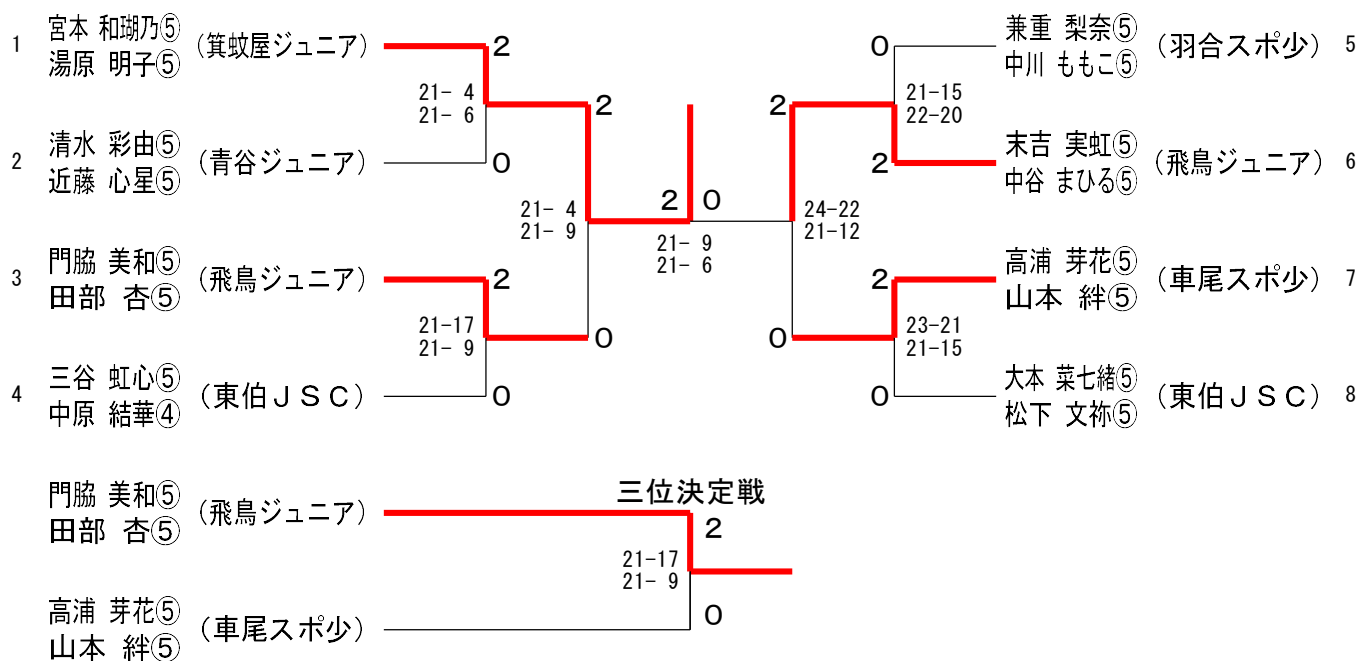 1
宮本 和瑚乃⑤
湯原 明子⑤
(箕蚊屋ジュニア)
2
21- 4
21- 6
2
清水 彩由⑤
近藤 心星⑤
(青谷ジュニア)
0
2
21- 4
21- 9
3
門脇 美和⑤
田部 杏⑤
(飛鳥ジュニア)
2
21-17
21- 9
0
4
三谷 虹心⑤
中原 結華④
(東伯JSC)
0
2 0
21- 9
21- 6
0
兼重 梨奈⑤
中川 ももこ⑤
(羽合スポ少)
5
2
21-15
22-20
2
末吉 実虹⑤
中谷 まひる⑤
(飛鳥ジュニア)
6
24-22
21-12
2
高浦 芽花⑤
山本 絆⑤
(車尾スポ少)
7
0
23-21
21-15
0
大本 菜七緒⑤
松下 文祢⑤
(東伯JSC)
8
三位決定戦
門脇 美和⑤
田部 杏⑤
(飛鳥ジュニア)
2
21-17
21- 9
高浦 芽花⑤
山本 絆⑤
(車尾スポ少)
0